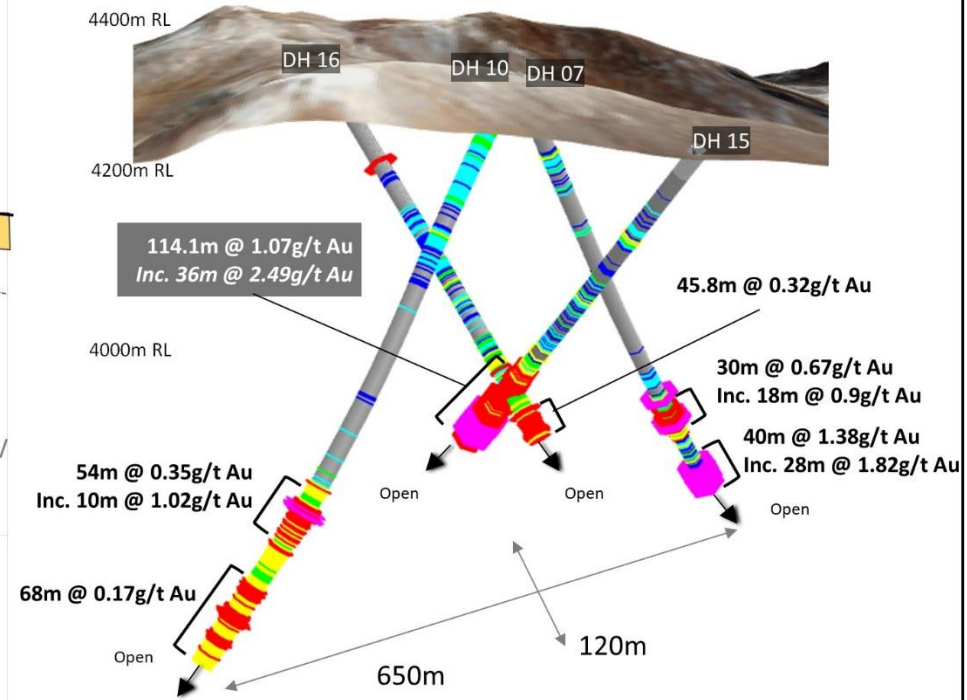 4400m RL
DH 16
DH 10
DH 07
DH 15
4200m RL
114.1m @ 1.07g/t Au
Inc. 36m @ 2.49g/t Au
45.8m @ 0.32g/t Au
4000m RL
30m @ 0.67g/t Au
Inc. 18m @ 0.9g/t Au
40m @ 1.38g/t Au
Inc. 28m @ 1.82g/t Au
54m @ 0.35g/t Au
Inc. 10m @ 1.02g/t Au
Open
Open
Open
68m @ 0.17g/t Au
Open
120m
650m